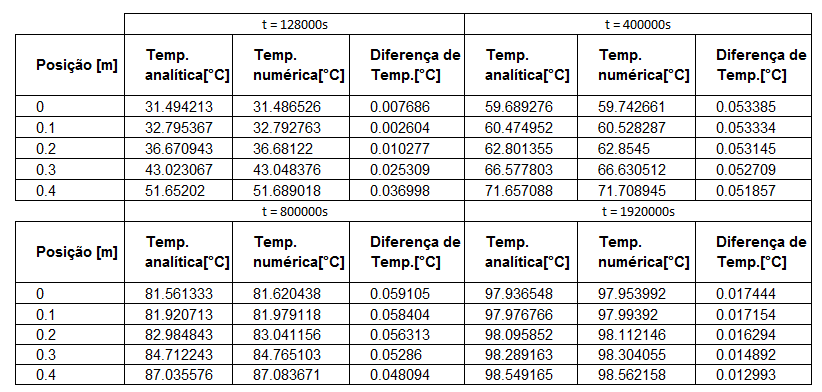 t = 128000s t = 400000s
Posição [m] Temp. analítica[°C] Temp. numérica[°C] Diferença de Temp.[°C] Temp. analítica[°C] Temp. numérica[°C] Diferença de Temp.[°C]
0 31.494213 31.486526 0.007686 59.689276 59.742661 0.053385
0.1 32.795367 32.792763 0.002604 60.474952 60.528287 0.053334
0.2 36.670943 36.68122 0.010277 62.801355 62.8545 0.053145
0.3 43.023067 43.048376 0.025309 66.577803 66.630512 0.052709
0.4 51.65202 51.689018 0.036998 71.657088 71.708945 0.051857
t = 800000s t = 1920000s
Posição [m] Temp. analítica[°C] Temp. numérica[°C] Diferença de Temp.[°C] Temp. analítica[°C] Temp. numérica[°C] Diferença de Temp.[°C]
0 81.561333 81.620438 0.059105 97.936548 97.953992 0.017444
0.1 81.920713 81.979118 0.058404 97.976766 97.99392 0.017154
0.2 82.984843 83.041156 0.056313 98.095852 98.112146 0.016294
0.3 84.712243 84.765103 0.05286 98.289163 98.304055 0.014892
0.4 87.035576 87.083671 0.048094 98.549165 98.562158 0.012993